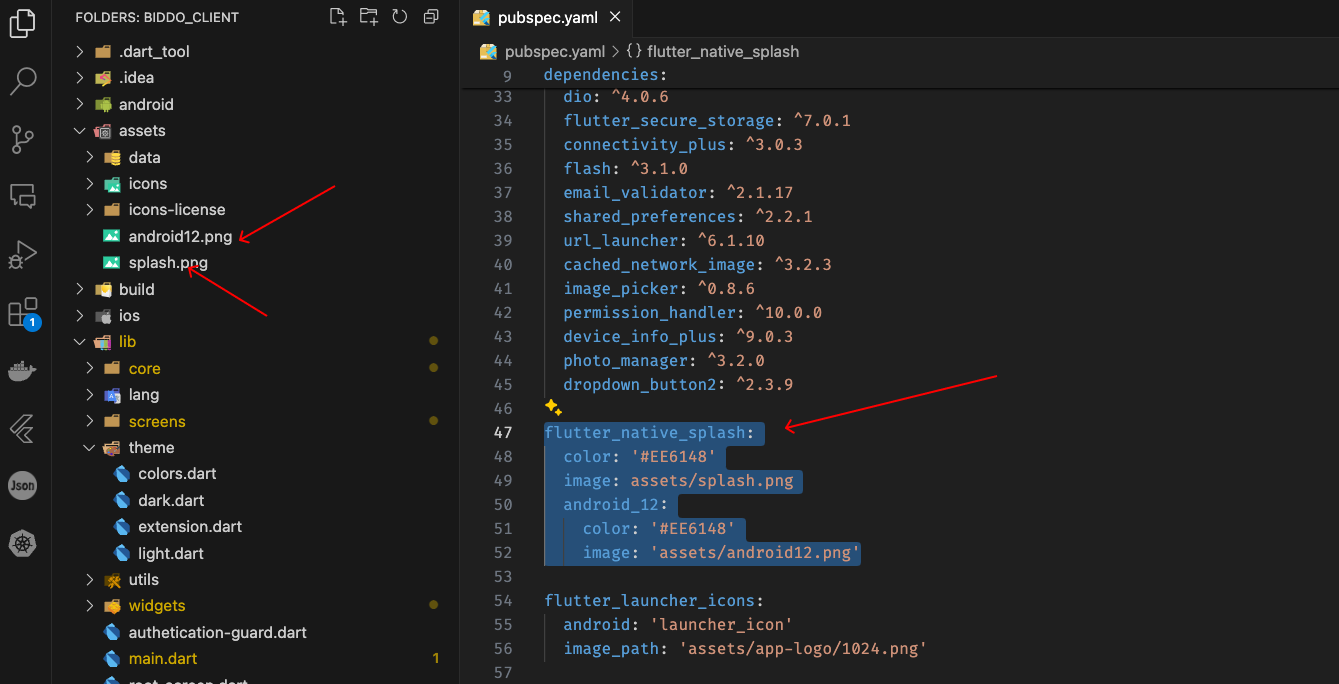 FOLDERS: BIDDO_CLIENT
.dart_tool
.idea
android
assets
data
icons
icons-license
android12.png
splash.png
build
ios
lib
core
lang
screens
theme
colors.dart
dark.dart
extension.dart
light.dart
utils
widgets
authetication-guard.dart
main.dart 1
root-screen.dart
1
Json
pubspec.yaml
pubspec.yaml > {} flutter_native_splash
9 dependencies:
33 dio: ^4.0.6
34 flutter_secure_storage: ^7.0.1
35 connectivity_plus: ^3.0.3
36 flash: ^3.1.0
37 email_validator: ^2.1.17
38 shared_preferences: ^2.2.1
39 url_launcher: ^6.1.10
40 cached_network_image: ^3.2.3
41 image_picker: ^0.8.6
42 permission_handler: ^10.0.0
43 device_info_plus: ^9.0.3
44 photo_manager: ^3.2.0
45 dropdown_button2: ^2.3.9
46
47 flutter_native_splash:
48 color: '#EE6148'
49 image: assets/splash.png
50 android_12:
51 color: '#EE6148'
52 image: 'assets/android12.png'
53
54 flutter_launcher_icons:
55 android: 'launcher_icon'
56 image_path: 'assets/app-logo/1024.png'
57